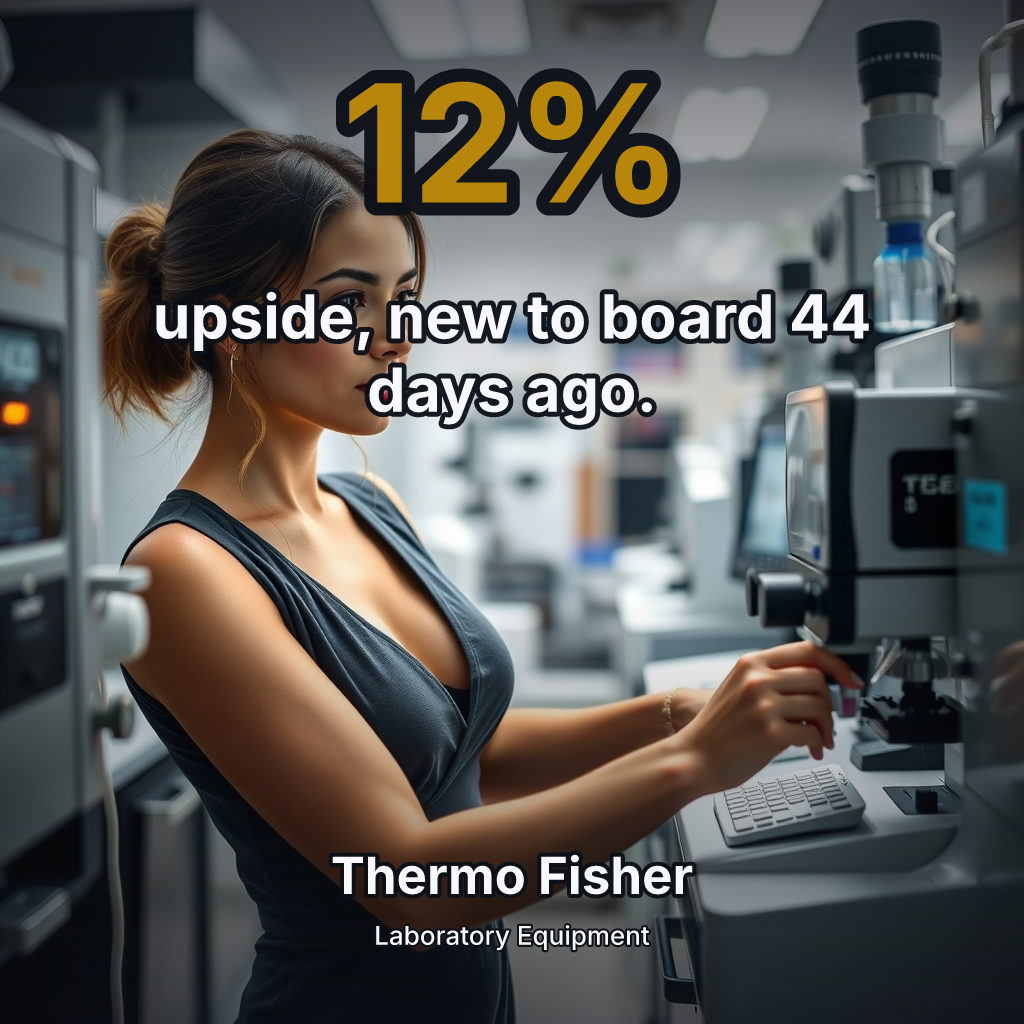 12%
upside, new to board 44
days ago.
Thermo Fisher
Laboratory Equipment